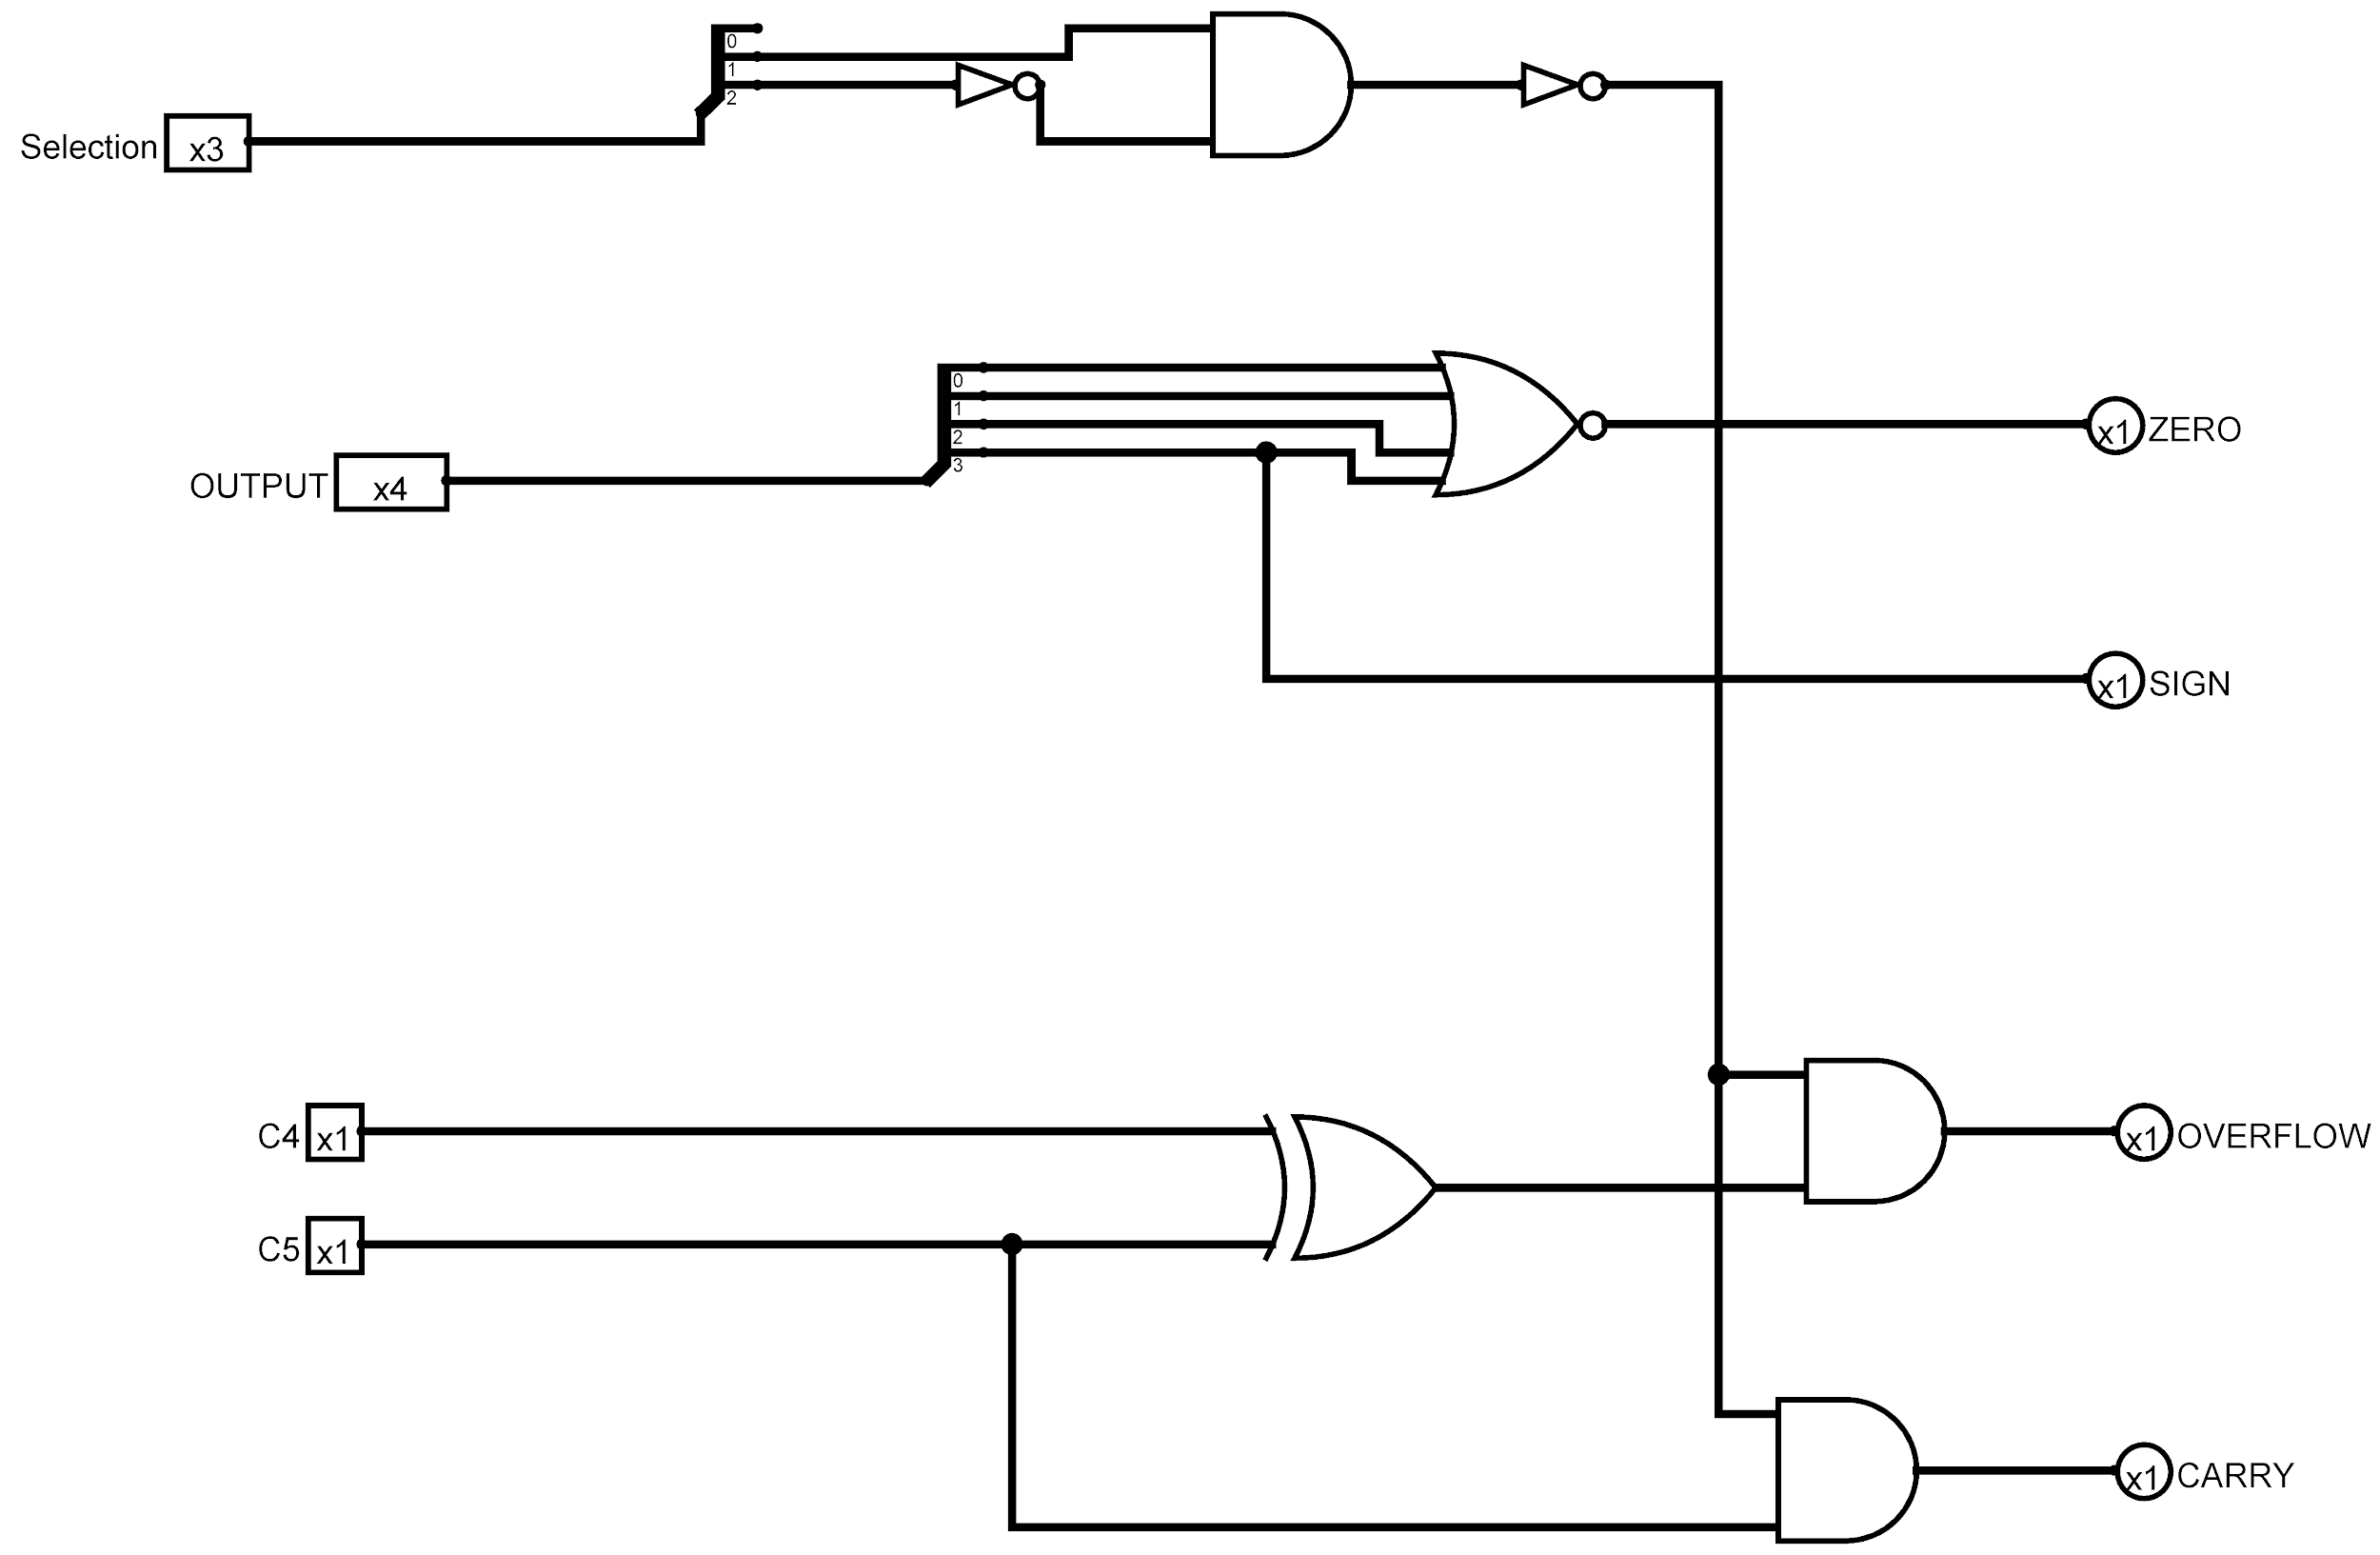 0
1
2
Selection x3
0
1
2
3
OUTPUT x4
x1 ZERO
x1 SIGN
C4 x1
x1 OVERFLOW
C5 x1
x1 CARRY